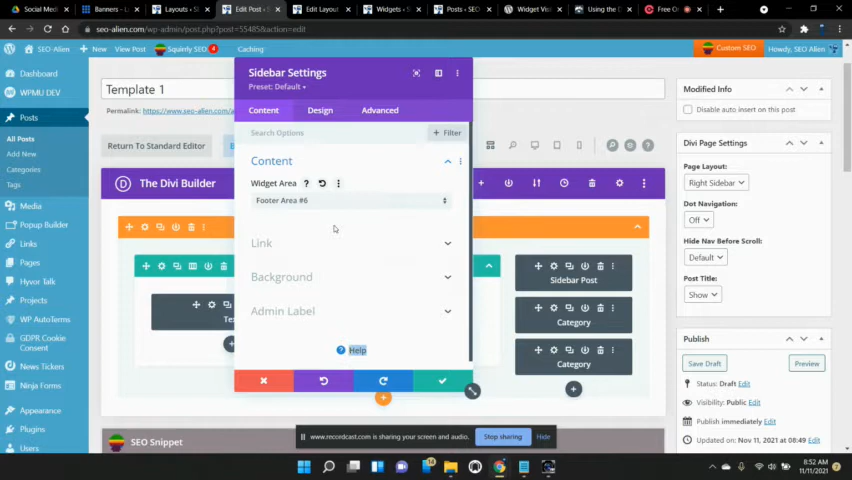 Social Media
Banners - L
Layouts - S
Edit Post -
Edit Layout
Widgets ‹ S
Posts ‹ SEO
Widget Vis
Using the D
Free O
seo-alien.com/wp-admin/post.php?post=55485&action=edit
SEO-Alien
New
View Post
Squirrly SEO
4
Caching
Custom SEO
Howdy, SEO Alien
Dashboard
WPMU DEV
Posts
All Posts
Add New
Categories
Tags
Media
Popup Builder
Links
Pages
Hyvor Talk
Projects
WP AutoTerms
GDPR Cookie
Consent
News Tickers
Ninja Forms
Appearance
Plugins
Users
Template 1
Permalink: https://www.seo-alien.co
Return To Standard Editor
The Divi Builder
Te
SEO Snippet
Sidebar Settings
Preset: Default
Content
Design
Advanced
Search Options
+ Filter
Content
Widget Area
Footer Area #6
Link
Background
Admin Label
Help
Sidebar Post
Category
Category
Modified Info
Disable auto insert on this post
Divi Page Settings
Page Layout:
Right Sidebar
Dot Navigation:
Off
Hide Nav Before Scroll:
Default
Post Title:
Show
Publish
Save Draft
Preview
Status: Draft Edit
Visibility: Public Edit
Publish immediately Edit
Updated on: Nov 11, 2021 at 08:49 Edit
www.recordcast.com is sharing your screen and audio.
Stop sharing
Hide
8:52 AM
11/11/2021